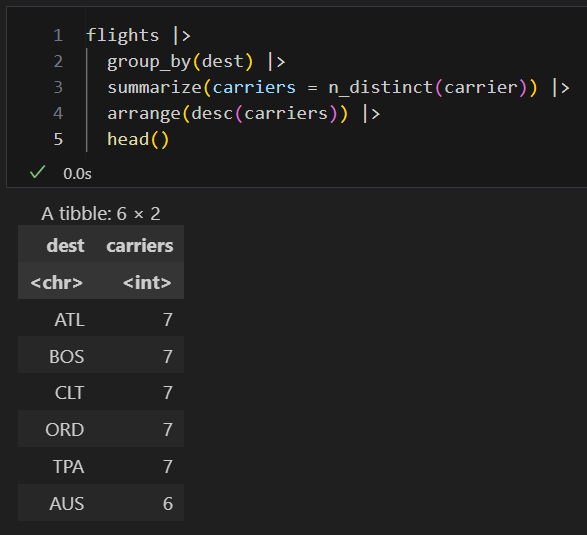 1 flights |>
2 group_by(dest) |>
3 summarize(carriers = n_distinct(carrier)) |>
4 arrange(desc(carriers)) |>
5 head()
0.0s
A tibble: 6 × 2
dest carriers
<chr> <int>
ATL 7
BOS 7
CLT 7
ORD 7
TPA 7
AUS 6